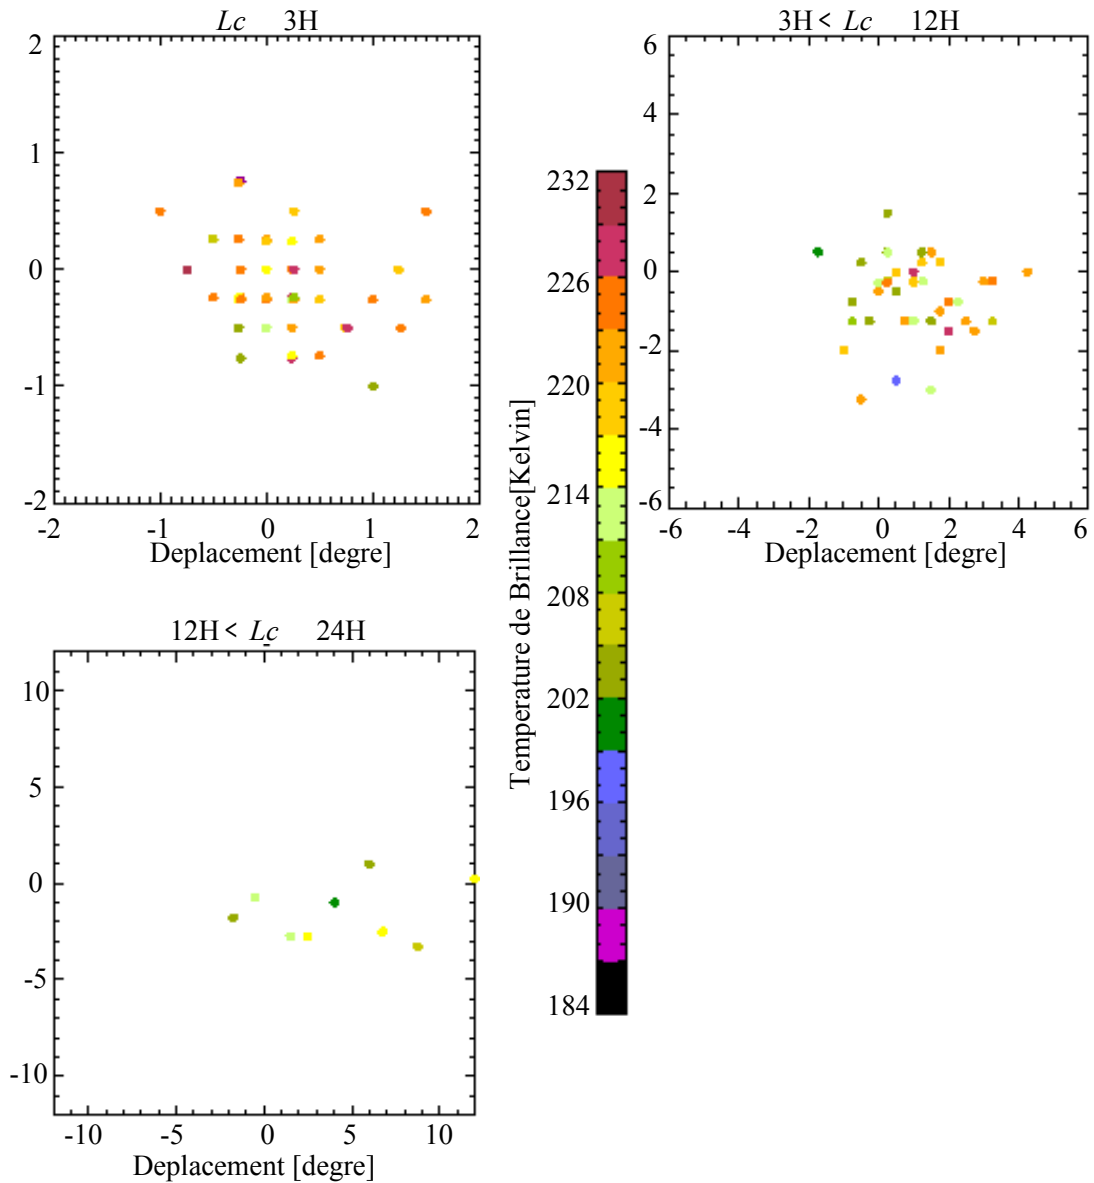 Lc 3H
2
1
0
-1
-2
-2 -1 0 1 2
Deplacement [degre]
3H < Lc 12H
6
4
2
0
-2
-4
-6
-6 -4 -2 0 2 4 6
Deplacement [degre]
232
226
220
214
208
202
196
190
184
Temperature de Brillance[Kelvin]
12H < Lc 24H
10
5
0
-5
-10
-10 -5 0 5 10
Deplacement [degre]